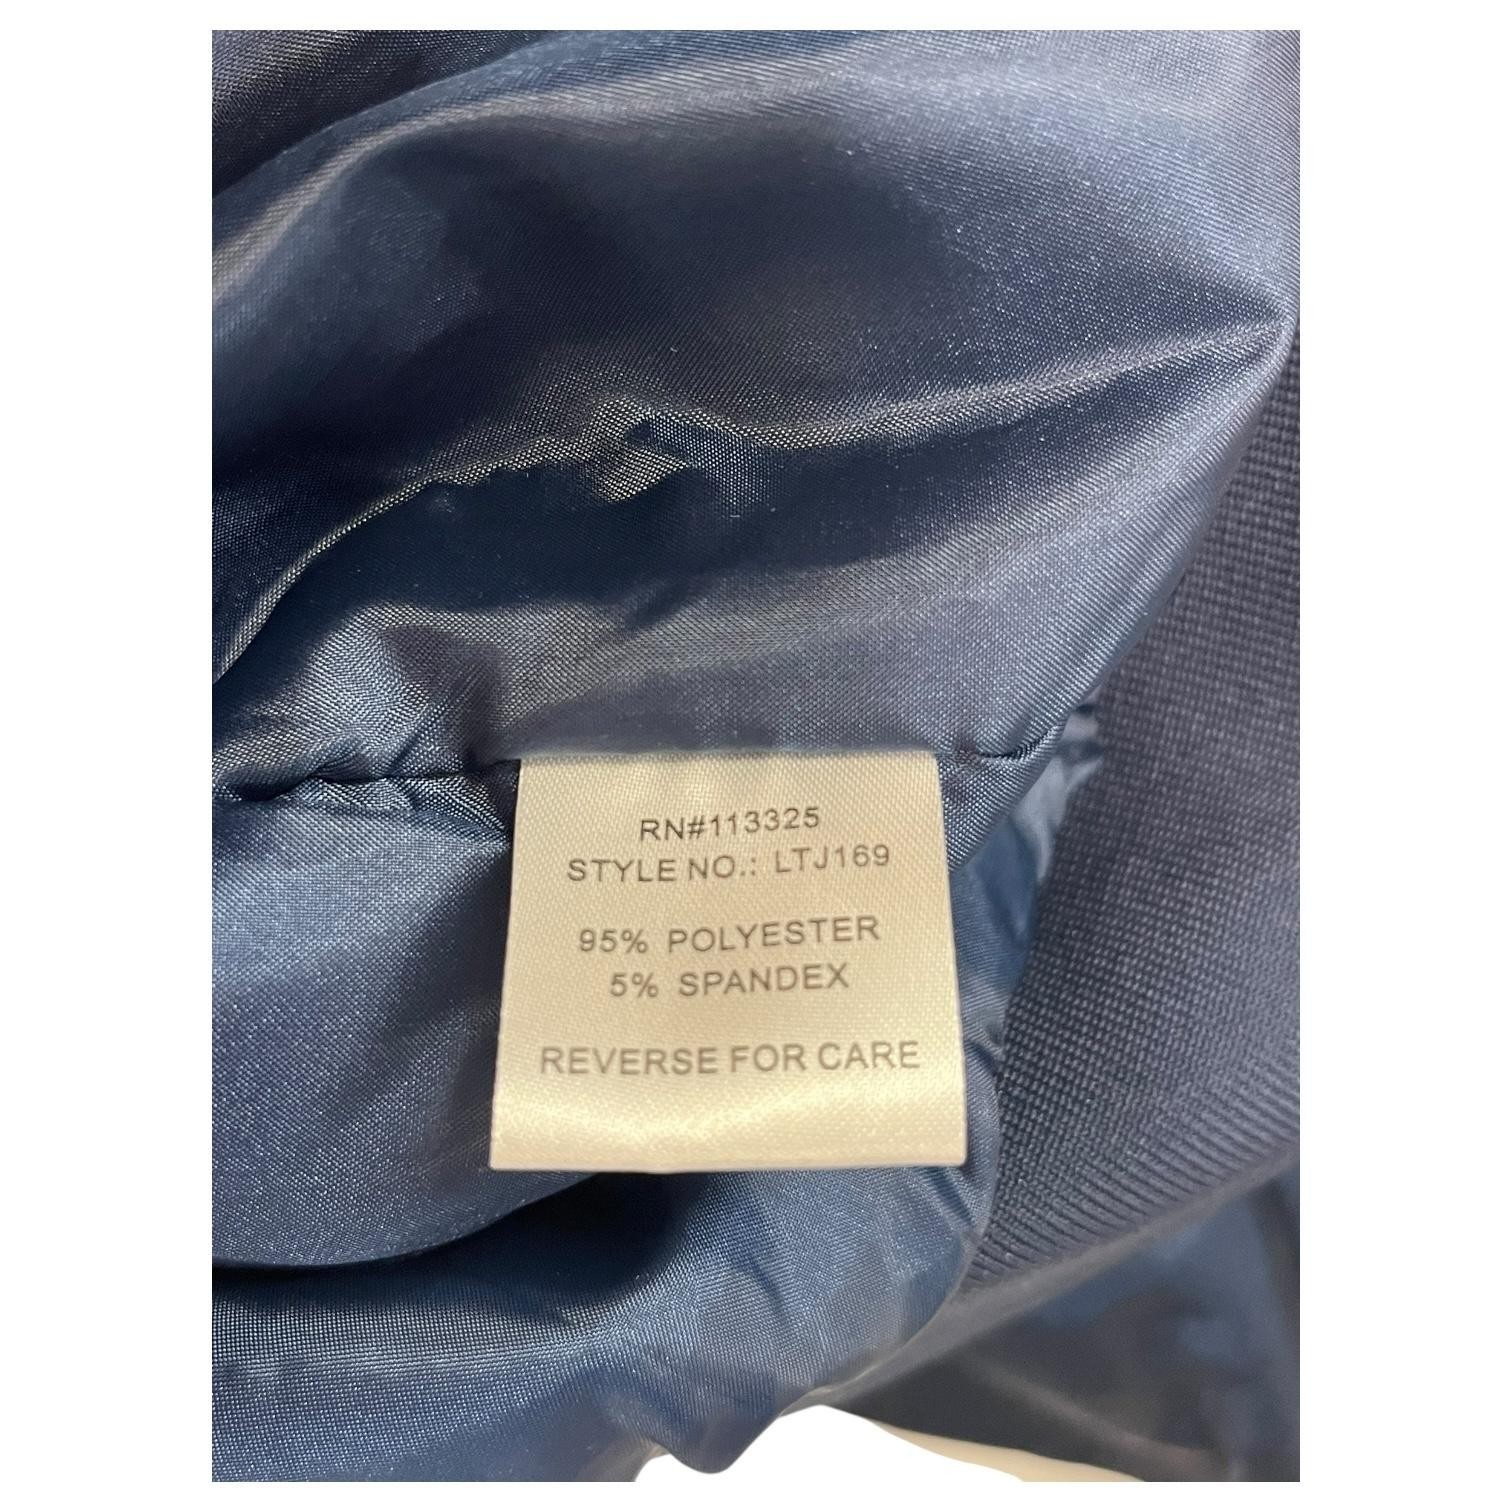 RN#113325
STYLE NO.: LTJ169
95% POLYESTER
5% SPANDEX
REVERSE FOR CARE